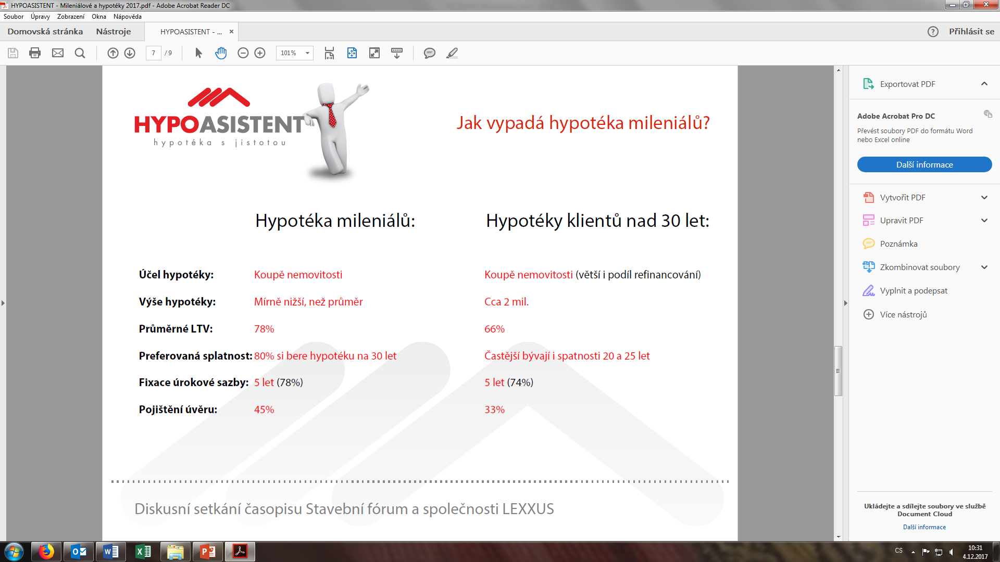 HYPOASISTENT - Mileniálové a hypotéky 2017.pdf - Adobe Acrobat Reader DC
Soubor Úpravy Zobrazení Okna Nápověda
Domovská stránka Nástroje HYPOASISTENT - ... × ? Přihlásit se
7 / 9 101%
HYPOASISTENT
hypotéka s jistotou
Jak vypadá hypotéka mileniálů?
Hypotéka mileniálů: Hypotéky klientů nad 30 let:
Účel hypotéky: Koupě nemovitosti Koupě nemovitosti (větší i podíl refinancování)
Výše hypotéky: Mírně nižší, než průměr Cca 2 mil.
Průměrné LTV: 78% 66%
Preferovaná splatnost: 80% si bere hypotéku na 30 let Častější bývají i spatnosti 20 a 25 let
Fixace úrokové sazby: 5 let (78%) 5 let (74%)
Pojištění úvěru: 45% 33%
Diskusní setkání časopisu Stavební fórum a společnosti LEXXUS
Exportovat PDF
Adobe Acrobat Pro DC
Převést soubory PDF do formátu Word
nebo Excel online
Další informace
Vytvořit PDF
Upravit PDF
Poznámka
Zkombinovat soubory
Vyplnit a podepsat
Více nástrojů
Ukládejte a sdílejte soubory ve službě
Document Cloud
Další informace
CS
10:31
4.12.2017